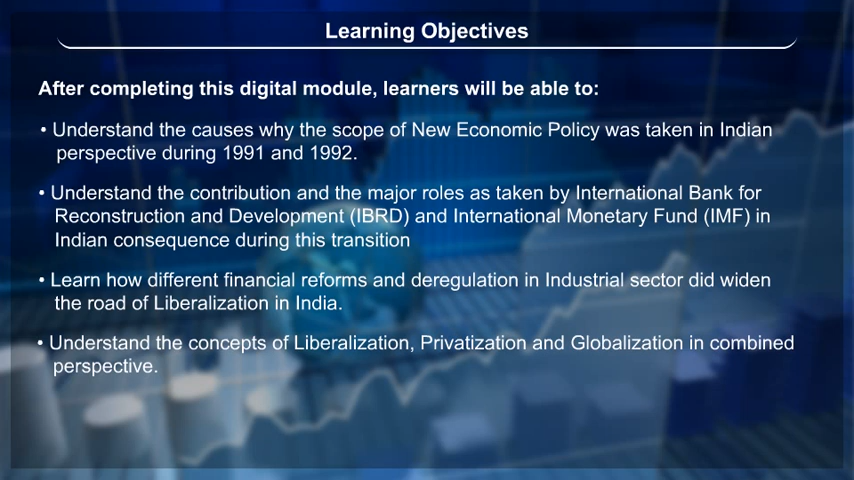 Learning Objectives
After completing this digital module, learners will be able to:
• Understand the causes why the scope of New Economic Policy was taken in Indian
perspective during 1991 and 1992.
• Understand the contribution and the major roles as taken by International Bank for
Reconstruction and Development (IBRD) and International Monetary Fund (IMF) in
Indian consequence during this transition
• Learn how different financial reforms and deregulation in Industrial sector did widen
the road of Liberalization in India.
• Understand the concepts of Liberalization, Privatization and Globalization in combined
perspective.